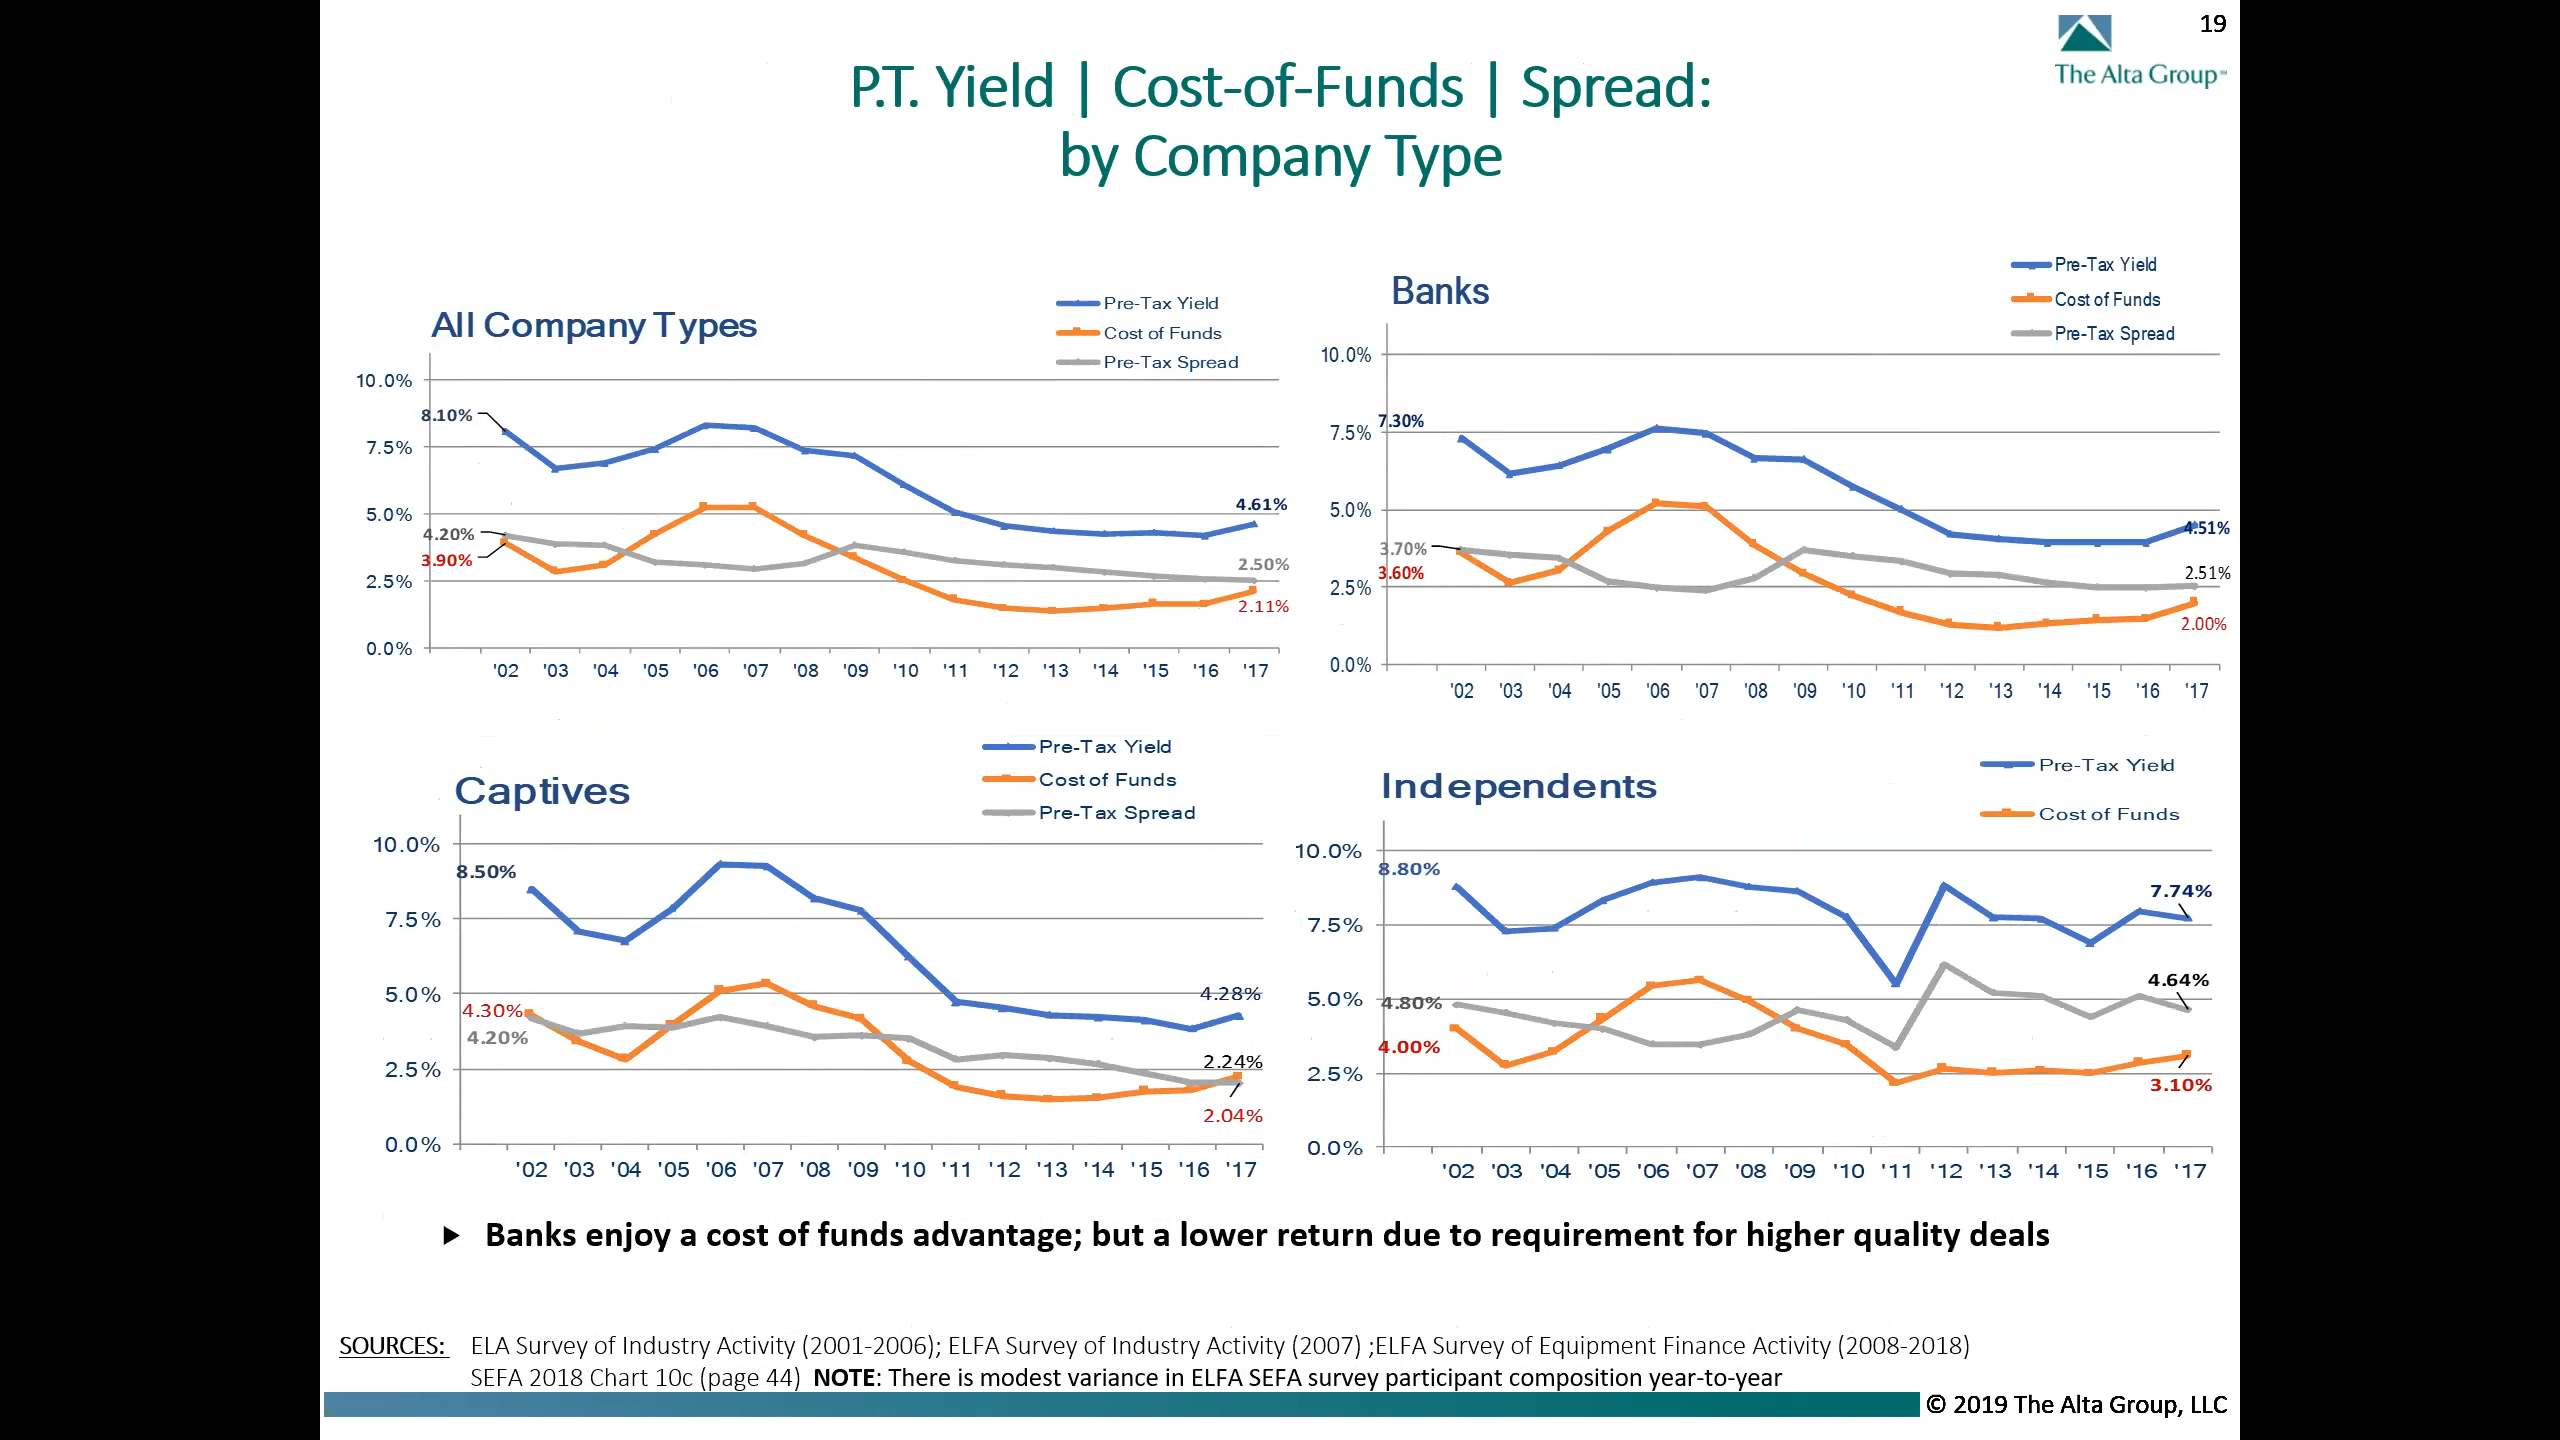 19
The Alta Group℠
P.T. Yield | Cost-of-Funds | Spread:
by Company Type
All Company Types
Pre-Tax Yield
Cost of Funds
Pre-Tax Spread
10.0%
8.10%
7.5%
4.61%
5.0%
4.20%
3.90%
2.50%
2.5%
2.11%
0.0%
'02 '03 '04 '05 '06 '07 '08 '09 '10 '11 '12 '13 '14 '15 '16 '17
Banks
Pre-Tax Yield
Cost of Funds
Pre-Tax Spread
10.0%
7.30%
7.5%
5.0%
4.51%
3.70%
3.60%
2.51%
2.5%
2.00%
0.0%
'02 '03 '04 '05 '06 '07 '08 '09 '10 '11 '12 '13 '14 '15 '16 '17
Captives
Pre-Tax Yield
Cost of Funds
Pre-Tax Spread
10.0%
8.50%
7.5%
5.0%
4.28%
4.30%
4.20%
2.24%
2.5%
2.04%
0.0%
'02 '03 '04 '05 '06 '07 '08 '09 '10 '11 '12 '13 '14 '15 '16 '17
Independents
Pre-Tax Yield
Cost of Funds
10.0%
8.80%
7.74%
7.5%
4.64%
5.0%
4.80%
4.00%
2.5%
3.10%
0.0%
'02 '03 '04 '05 '06 '07 '08 '09 '10 '11 '12 '13 '14 '15 '16 '17
Banks enjoy a cost of funds advantage; but a lower return due to requirement for higher quality deals
SOURCES: ELA Survey of Industry Activity (2001-2006); ELFA Survey of Industry Activity (2007) ;ELFA Survey of Equipment Finance Activity (2008-2018)
SEFA 2018 Chart 10c (page 44) NOTE: There is modest variance in ELFA SEFA survey participant composition year-to-year
© 2019 The Alta Group, LLC